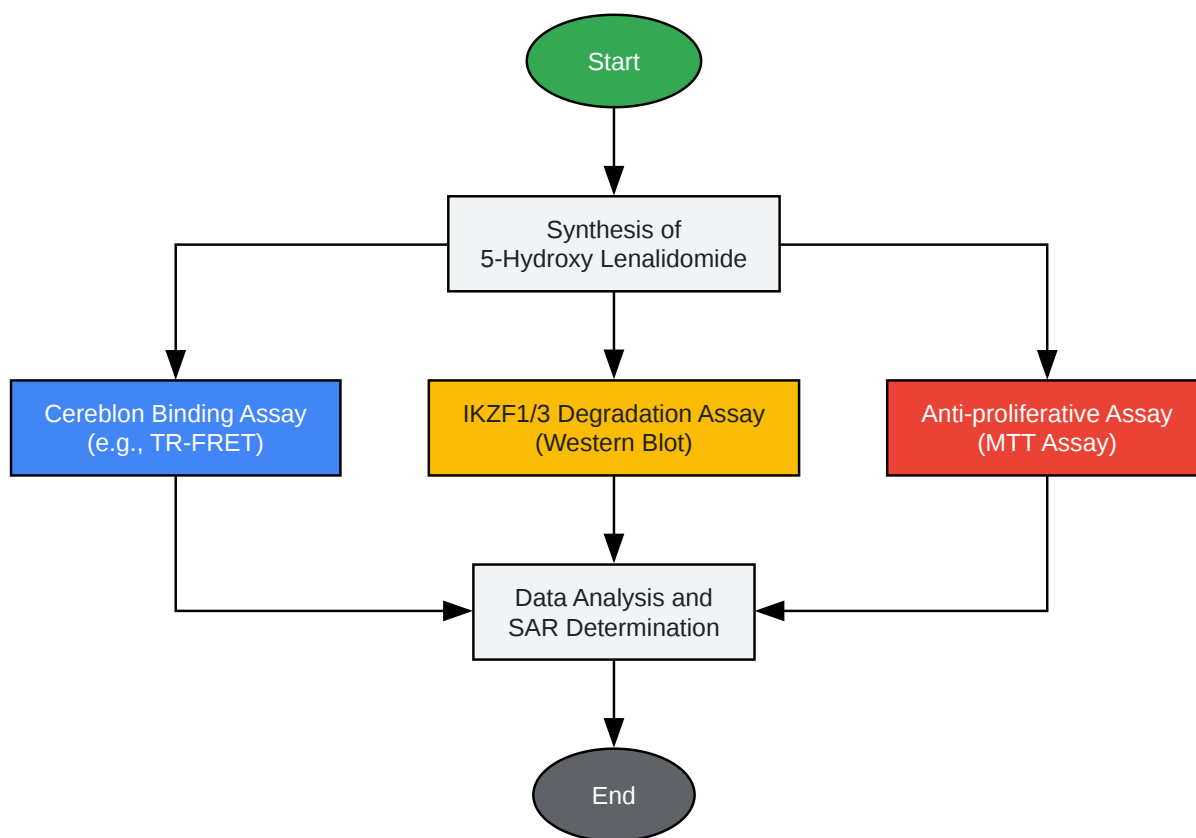 Start
Synthesis of
5-Hydroxy Lenalidomide
Cereblon Binding Assay
(e.g., TR-FRET)
IKZF1/3 Degradation Assay
(Western Blot)
Anti-proliferative Assay
(MTT Assay)
Data Analysis and
SAR Determination
End